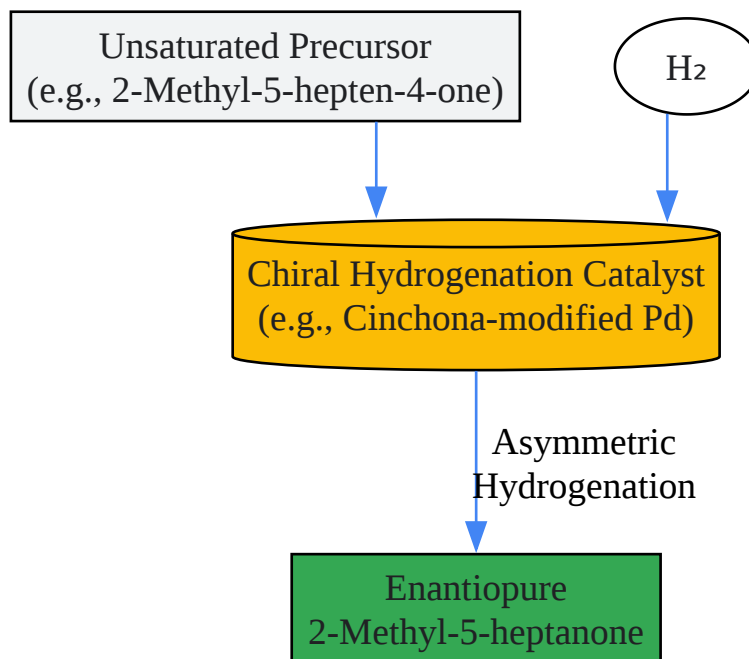 Unsaturated Precursor
(e.g., 2-Methyl-5-hepten-4-one)
H₂
Chiral Hydrogenation Catalyst
(e.g., Cinchona-modified Pd)
Asymmetric
Hydrogenation
Enantiopure
2-Methyl-5-heptanone